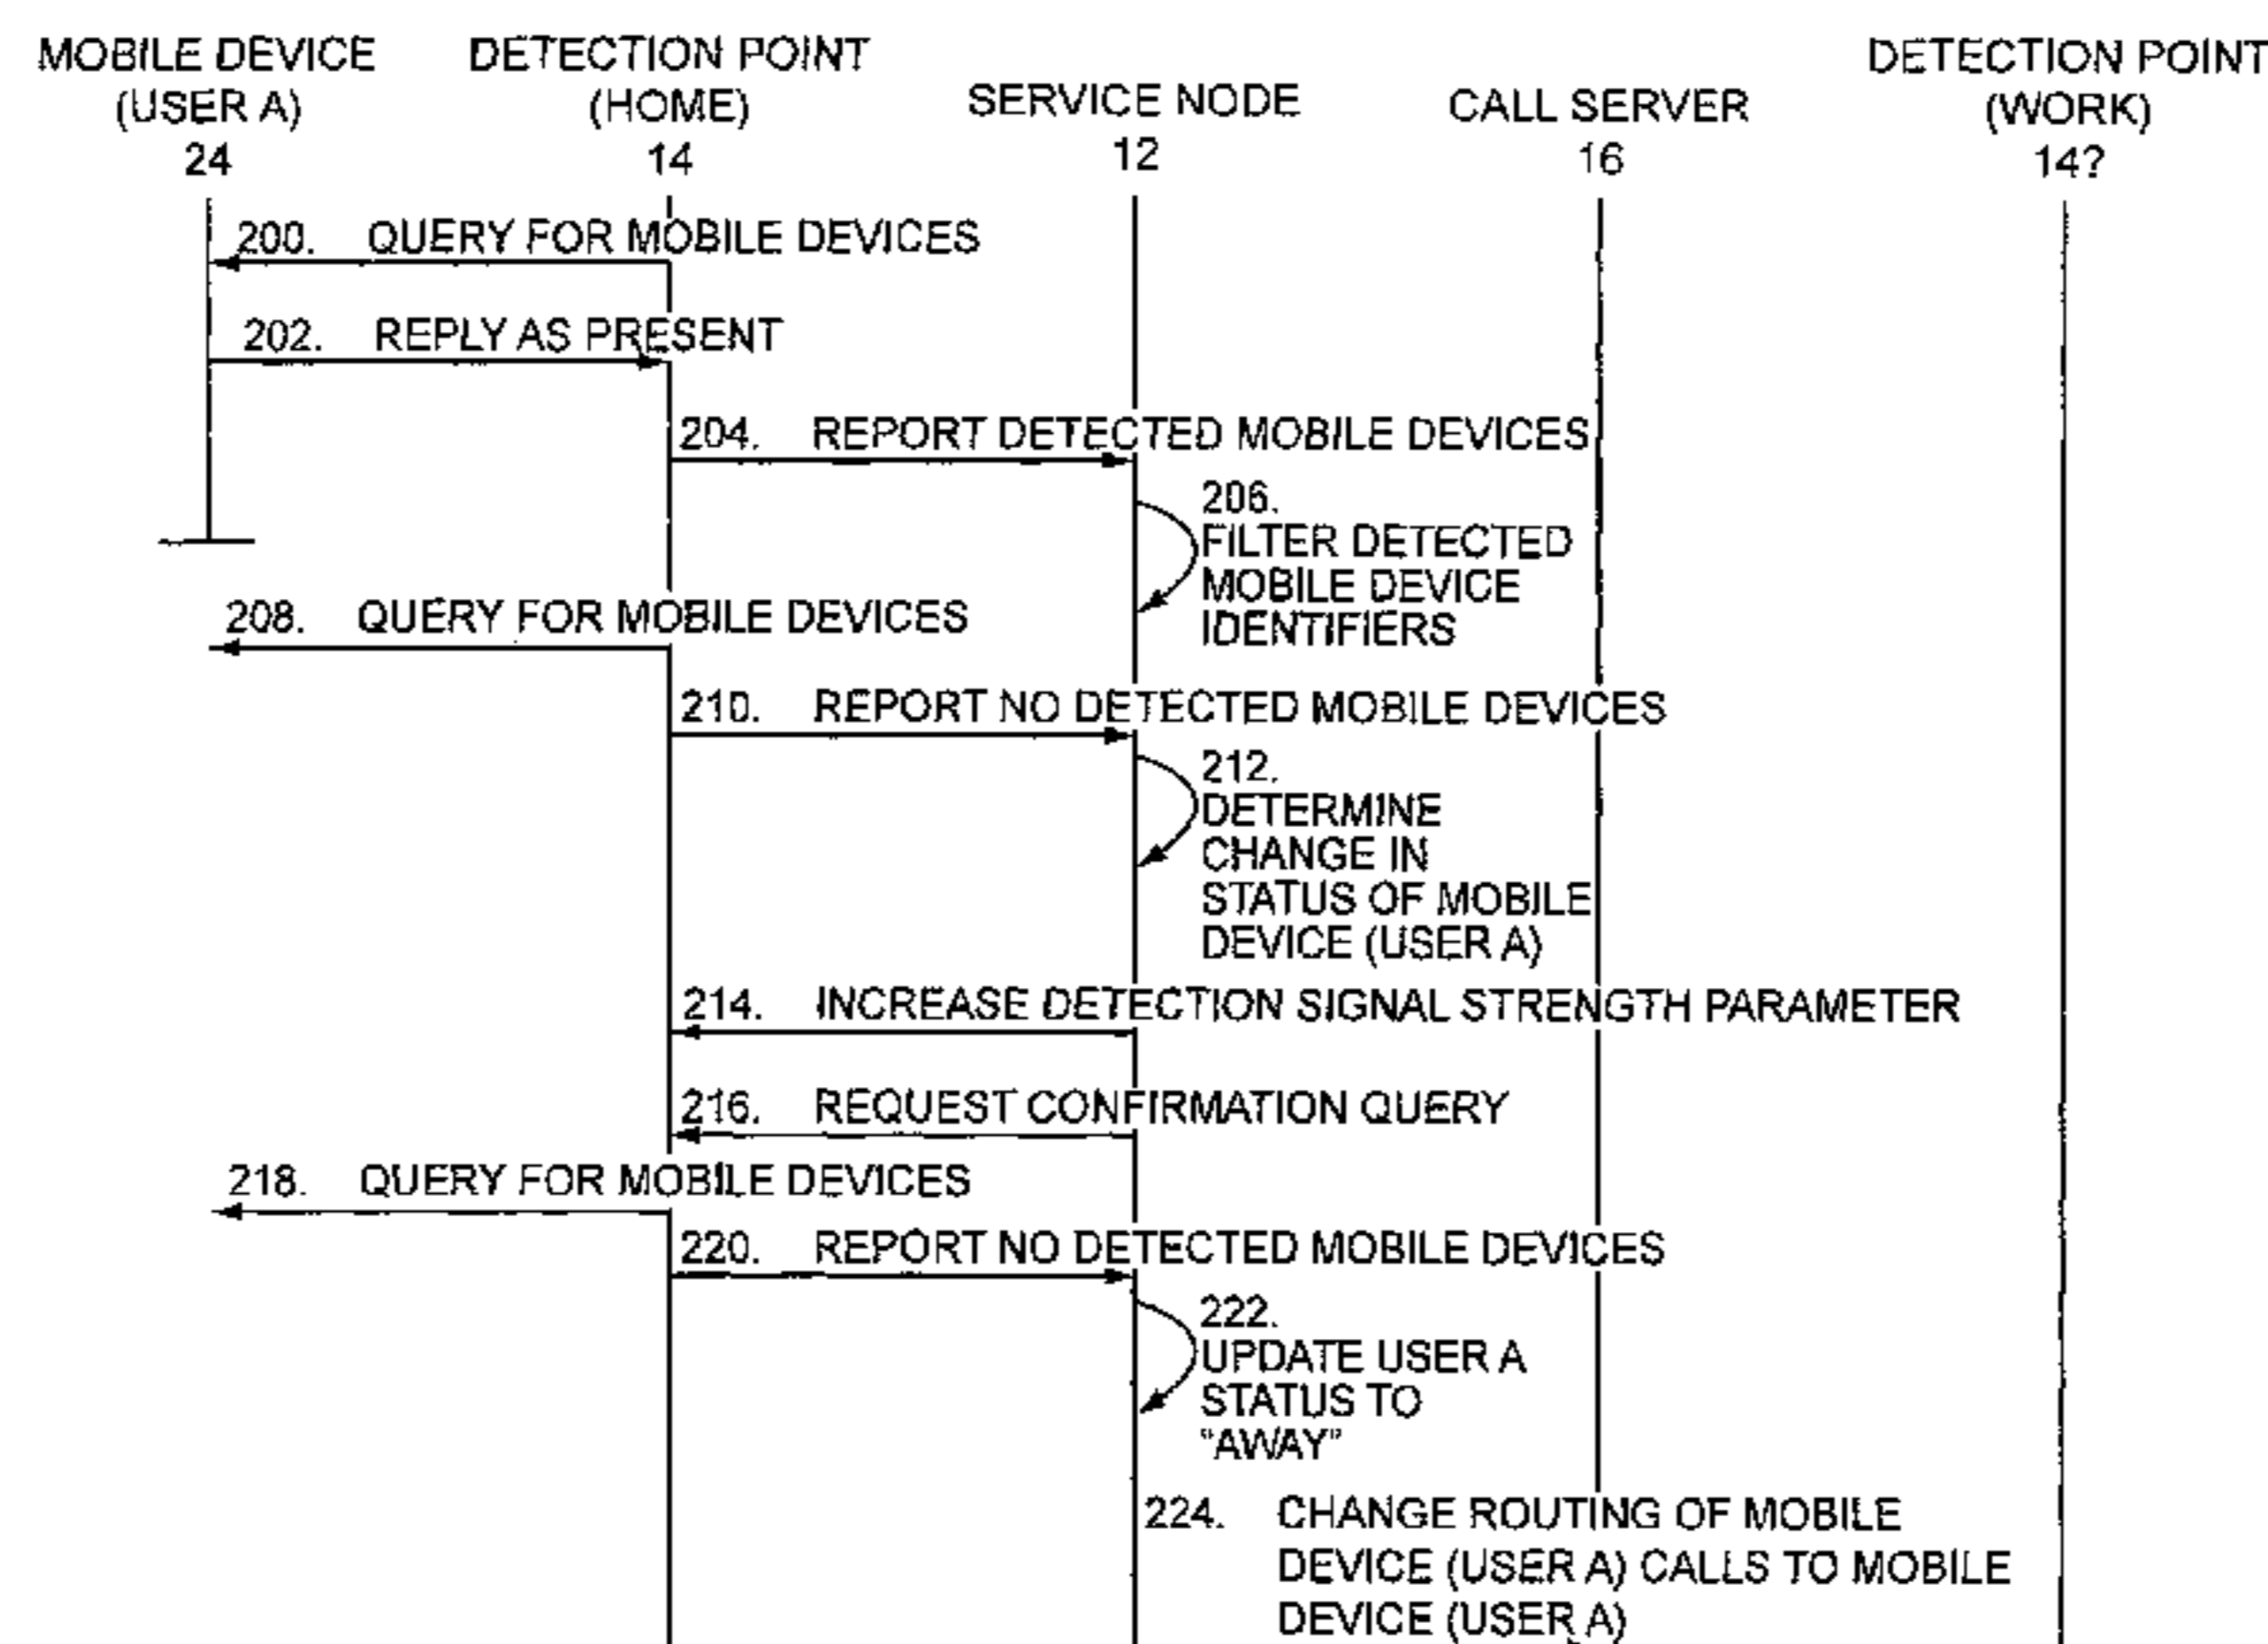 MOBILE DEVICE
(USER A)
24
DETECTION POINT
(HOME)
14
SERVICE NODE
12
CALL SERVER
16
DETECTION POINT
(WORK)
14?
200. QUERY FOR MOBILE DEVICES
202. REPLY AS PRESENT
204. REPORT DETECTED MOBILE DEVICES
206.
FILTER DETECTED
MOBILE DEVICE
IDENTIFIERS
208. QUERY FOR MOBILE DEVICES
210. REPORT NO DETECTED MOBILE DEVICES
212.
DETERMINE
CHANGE IN
STATUS OF MOBILE
DEVICE (USER A)
214. INCREASE DETECTION SIGNAL STRENGTH PARAMETER
216. REQUEST CONFIRMATION QUERY
218. QUERY FOR MOBILE DEVICES
220. REPORT NO DETECTED MOBILE DEVICES
222.
UPDATE USER A
STATUS TO
"AWAY"
224. CHANGE ROUTING OF MOBILE
DEVICE (USER A) CALLS TO MOBILE
DEVICE (USER A)